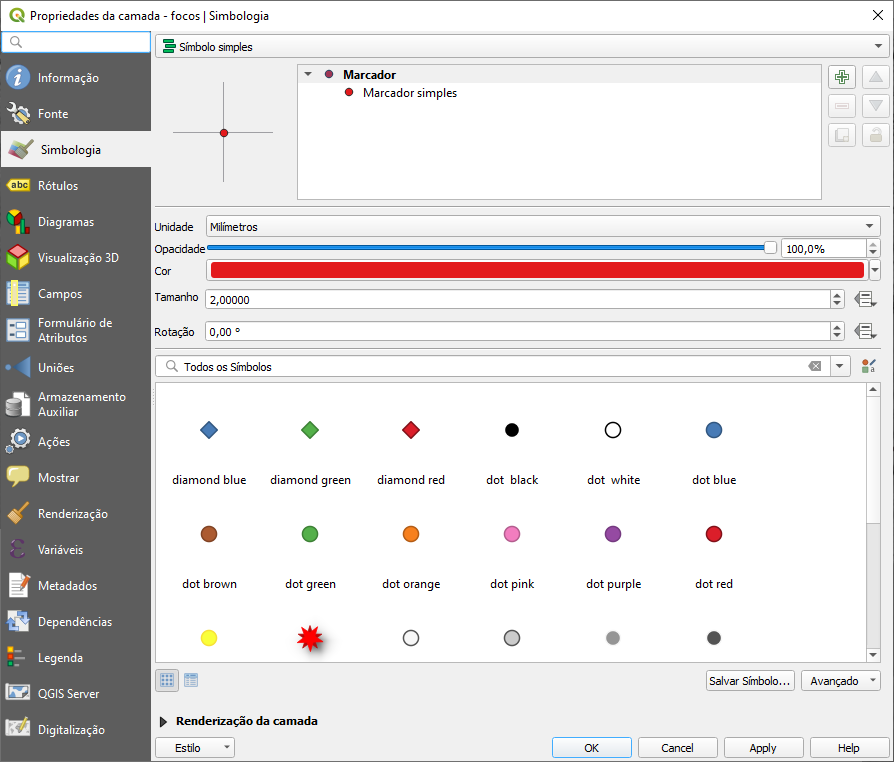 Propriedades da camada - focos | Simbologia
Informação
Fonte
Simbologia
abc Rótulos
Diagramas
Visualização 3D
Campos
Formulário de
Atributos
Uniões
Armazenamento
Auxiliar
Ações
Mostrar
Renderização
Variáveis
Metadados
Dependências
Legenda
QGIS Server
Digitalização
Símbolo simples
Marcador
Marcador simples
Unidade Milímetros
Opacidade 100,0%
Cor
Tamanho 2,00000
Rotação 0,00 °
Todos os Símbolos
diamond blue diamond green diamond red dot  black dot  white dot blue
dot brown dot green dot orange dot pink dot purple dot red
Salvar Símbolo... Avançado
Renderização da camada
Estilo OK Cancel Apply Help